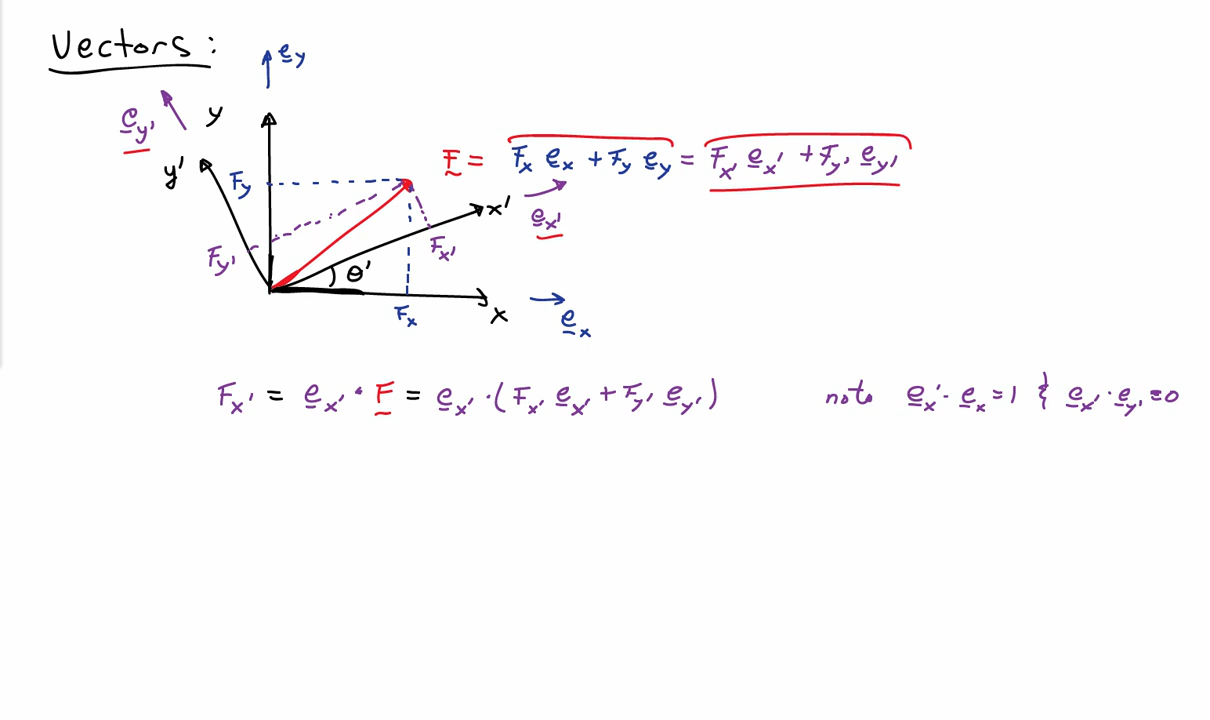 Vectors:
e_y
e_y'
y
y'
F_y
F = F_x e_x + F_y e_y = F_x' e_x' + F_y' e_y'
x'
e_x'
F_y'
F_x'
θ'
F_x
x
e_x
F_x' = e_x' · F = e_x' · (F_x' e_x' + F_y' e_y')
note e_x' · e_x = 1 & e_x' · e_y' = 0